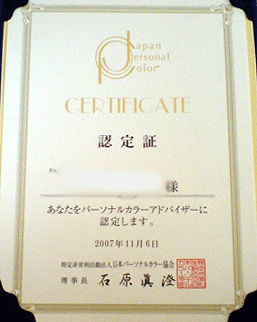 Japan
Personal
Color
CERTIFICATE
認定証
様
あなたをパーソナルカラーアドバイザーに
認定します。
2007年11月6日
特定非営利活動法人日本パーソナルカラー協会
理事長 石原眞澄